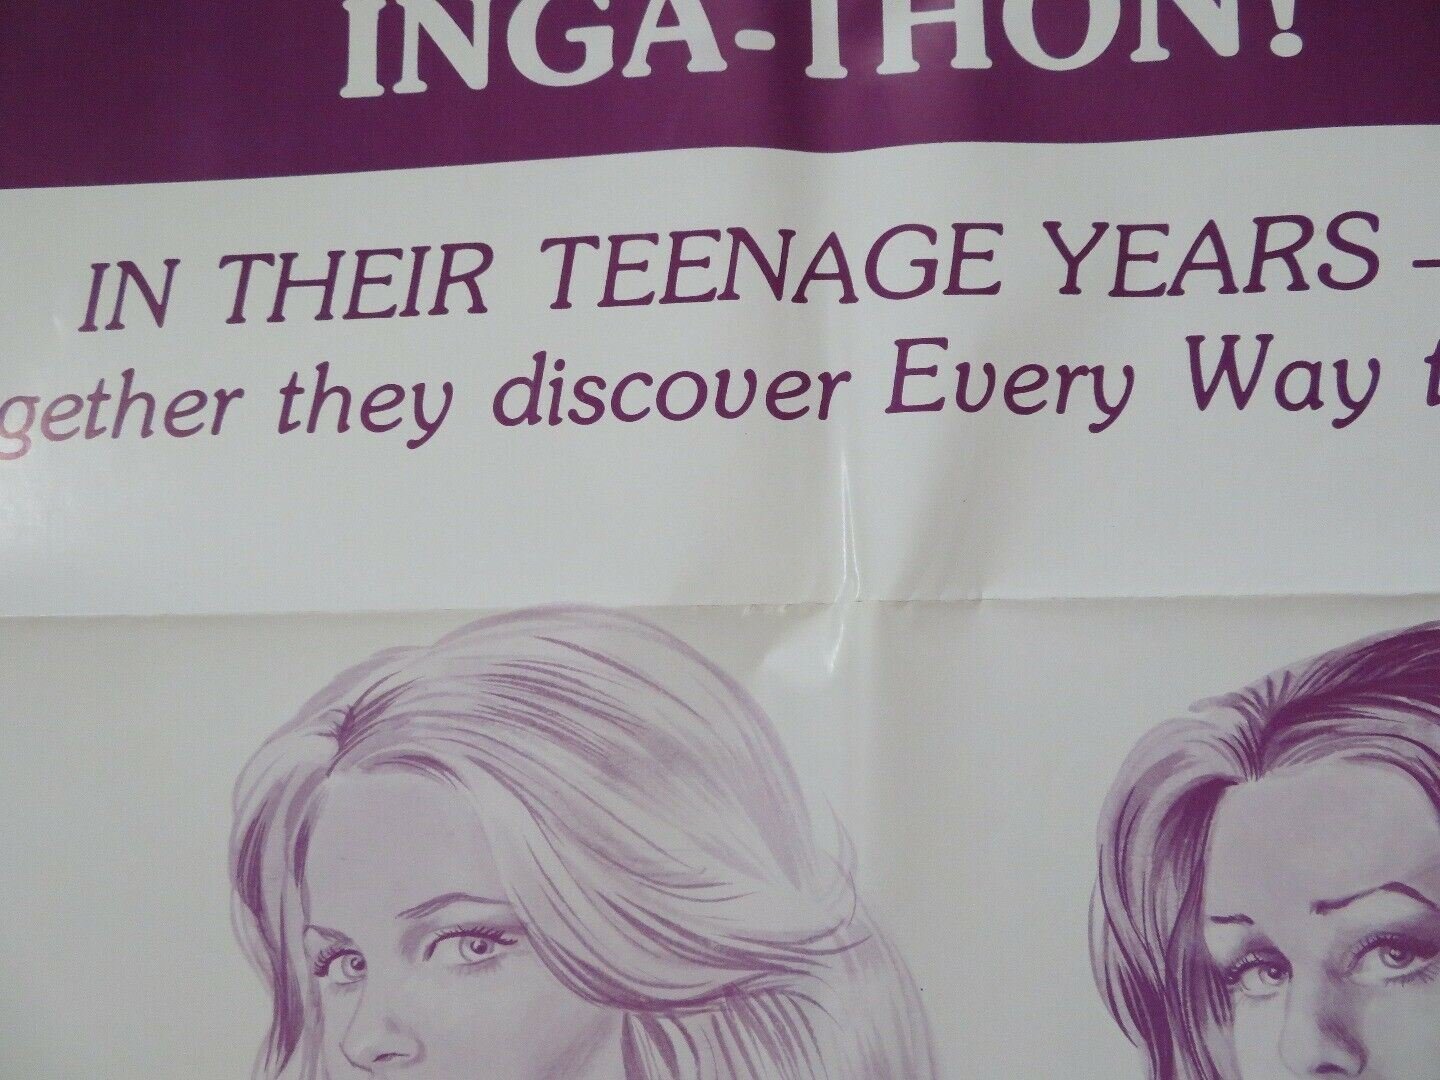 INGA-THON!
IN THEIR TEENAGE YEARS -
gether they discover Every Way